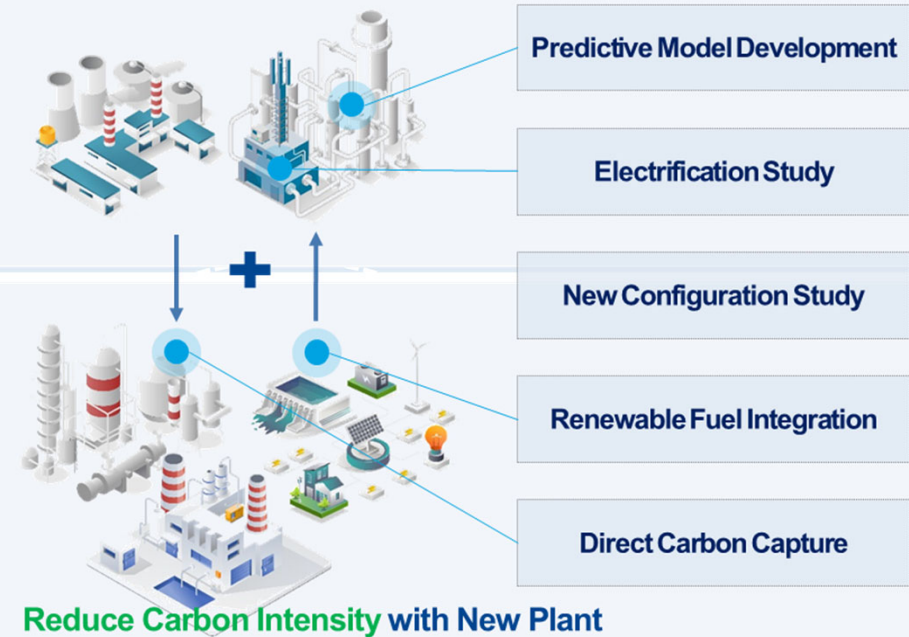 Predictive Model Development
Electrification Study
New Configuration Study
Renewable Fuel Integration
Direct Carbon Capture
Reduce Carbon Intensity with New Plant